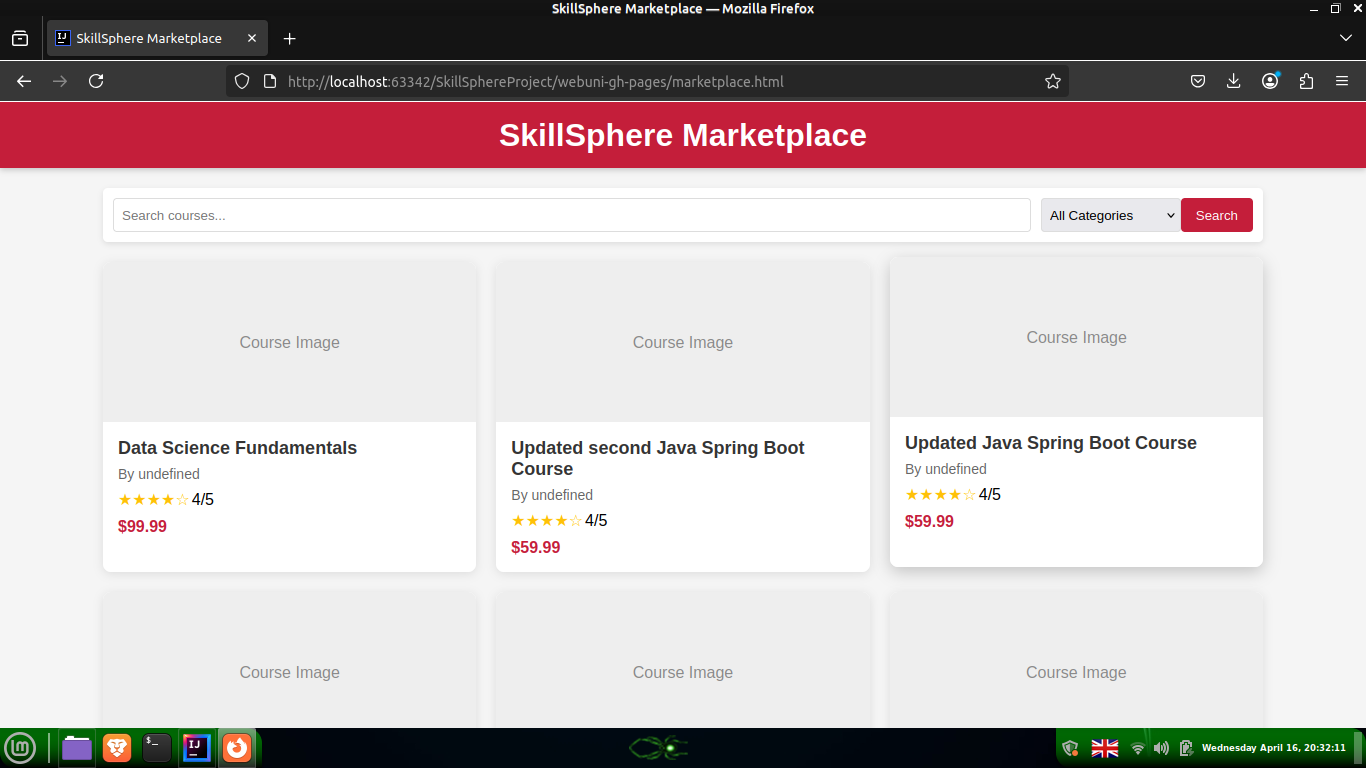 SkillSphere Marketplace — Mozilla Firefox
SkillSphere Marketplace
http://localhost:63342/SkillSphereProject/webuni-gh-pages/marketplace.html
SkillSphere Marketplace
Search courses...
All Categories
Search
Course Image
Course Image
Course Image
Data Science Fundamentals
By undefined
★★★★☆ 4/5
$99.99
Updated second Java Spring Boot
Course
By undefined
★★★★☆ 4/5
$59.99
Updated Java Spring Boot Course
By undefined
★★★★☆ 4/5
$59.99
Course Image
Course Image
Course Image
Wednesday April 16, 20:32:11